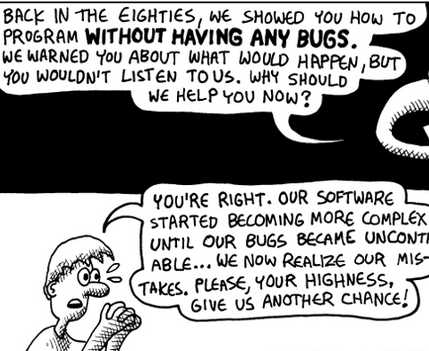 BACK IN THE EIGHTIES, WE SHOWED YOU HOW TO
PROGRAM WITHOUT HAVING ANY BUGS.
WE WARNED YOU ABOUT WHAT WOULD HAPPEN, BUT
YOU WOULDN'T LISTEN TO US. WHY SHOULD
WE HELP YOU NOW?
YOU'RE RIGHT. OUR SOFTWARE
STARTED BECOMING MORE COMPLEX
UNTIL OUR BUGS BECAME UNCONT
ABLE... WE NOW REALIZE OUR MIS-
TAKES. PLEASE, YOUR HIGHNESS,
GIVE US ANOTHER CHANCE!